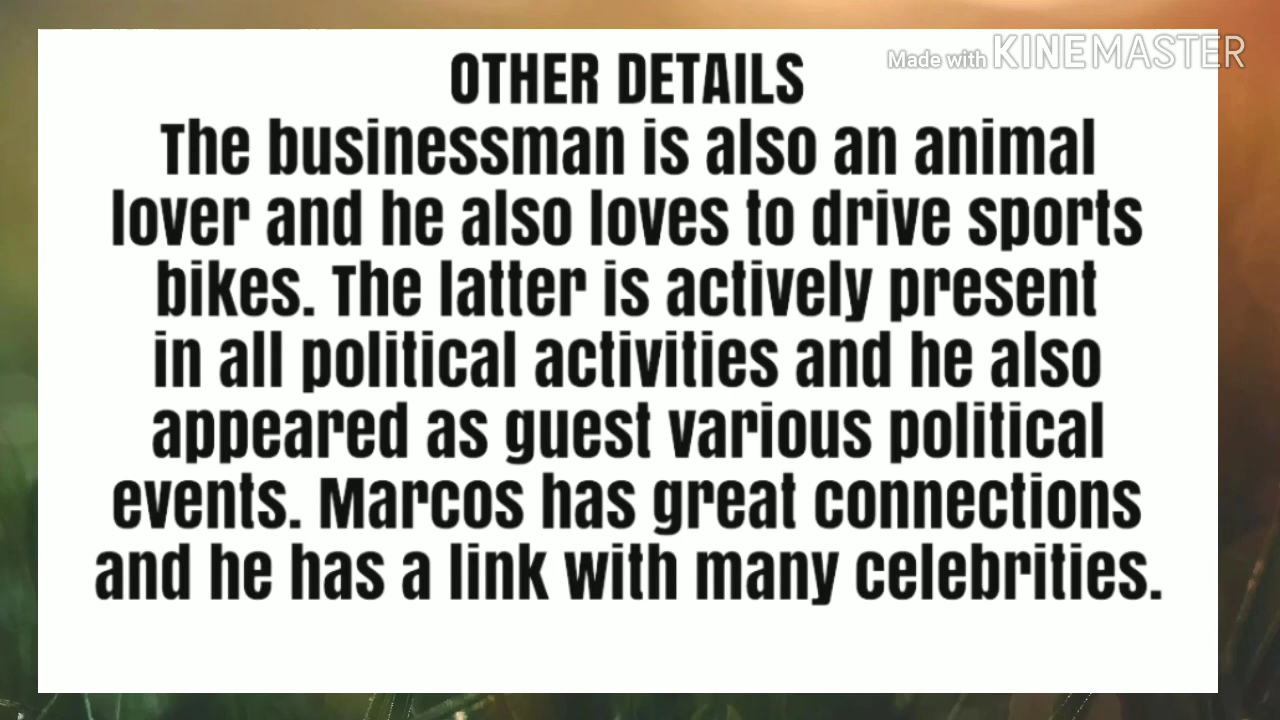 Made with KINEMASTER
OTHER DETAILS
The businessman is also an animal
lover and he also loves to drive sports
bikes. The latter is actively present
in all political activities and he also
appeared as guest various political
events. Marcos has great connections
and he has a link with many celebrities.